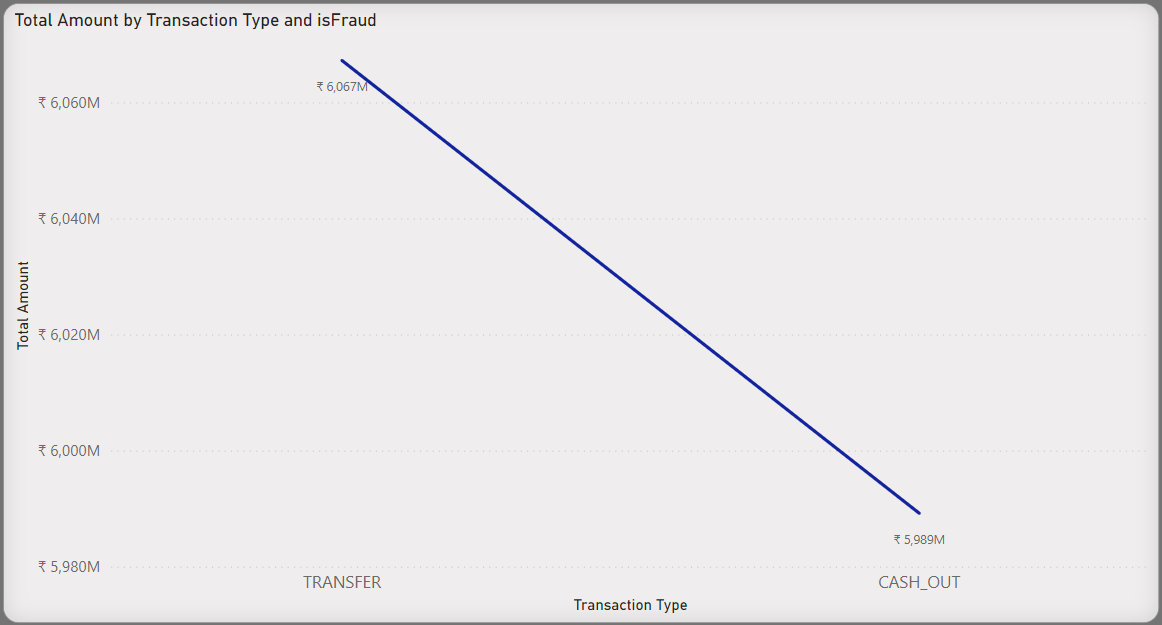 Total Amount by Transaction Type and isFraud
₹ 6,067M
₹ 6,060M
₹ 6,040M
₹ 6,020M
₹ 6,000M
₹ 5,980M
Total Amount
₹ 5,989M
TRANSFER
CASH_OUT
Transaction Type